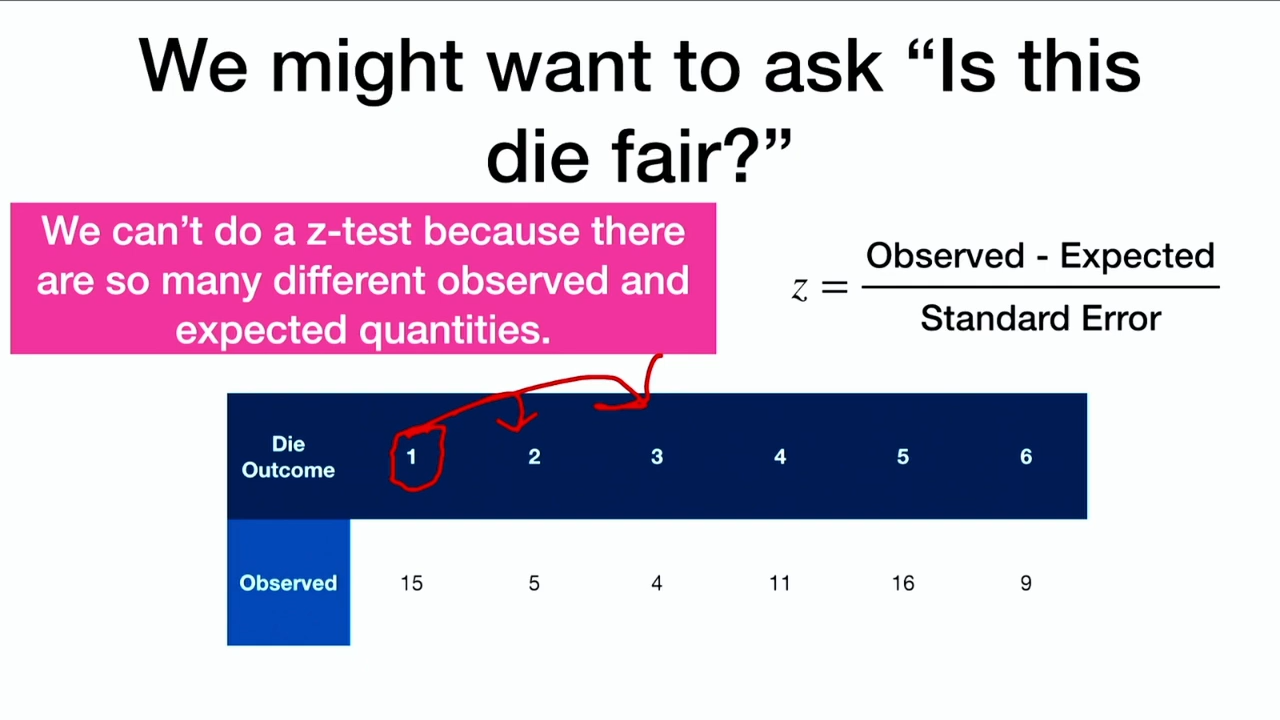 We might want to ask “Is this
die fair?”
We can’t do a z-test because there
are so many different observed and
expected quantities.
z = Observed - Expected
Standard Error
Die
Outcome
1 2 3 4 5 6
Observed 15 5 4 11 16 9